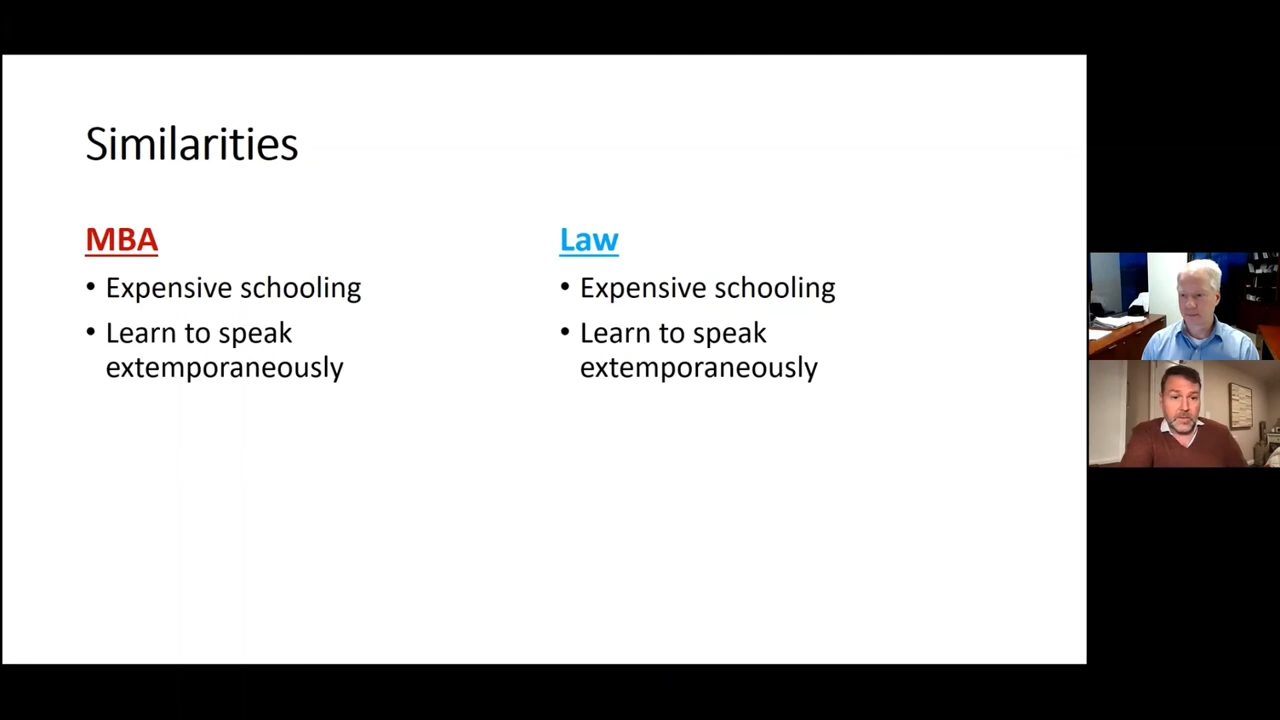 Similarities
MBA
• Expensive schooling
• Learn to speak
extemporaneously
Law
• Expensive schooling
• Learn to speak
extemporaneously